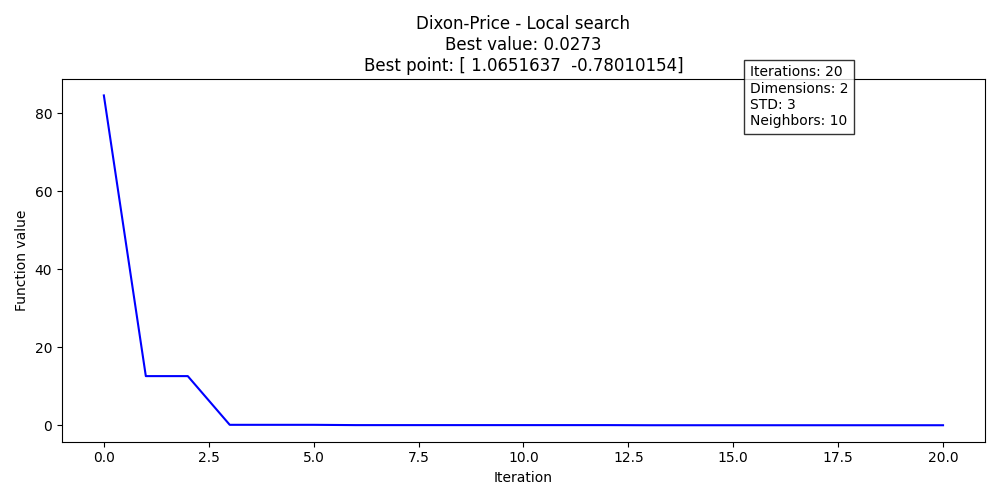 Dixon-Price - Local search
Best value: 0.0273
Best point: [ 1.0651637  -0.78010154]
Iterations: 20
Dimensions: 2
STD: 3
Neighbors: 10
80
60
40
20
0
Function value
0.0 2.5 5.0 7.5 10.0 12.5 15.0 17.5 20.0
Iteration